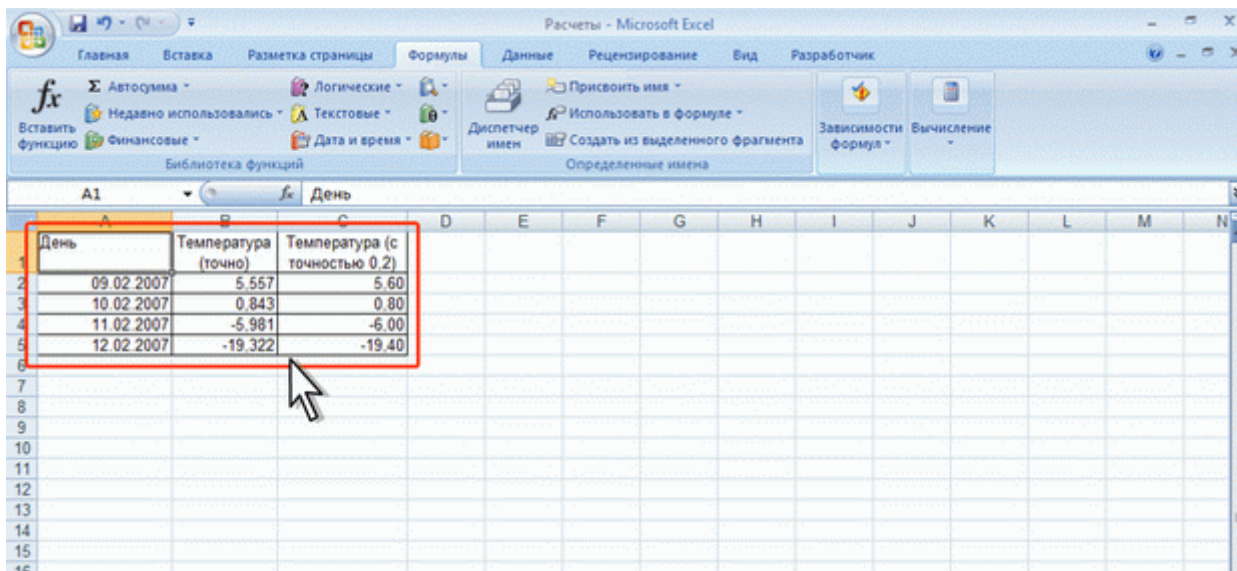 Расчеты - Microsoft Excel
Главная Вставка Разметка страницы Формулы Данные Рецензирование Вид Разработчик
fx Σ Автосумма Логические Присвоить имя
Недавно использовались Текстовые Использовать в формуле
Вставить функцию Финансовые Дата и время Диспетчер имен Создать из выделенного фрагмента Зависимости формул Вычисление
Библиотека функций Определенные имена
A1 fx День
A B C D E F G H I J K L M N
1 День Температура (точно) Температура (с точностью 0,2)
2 09.02.2007 5,557 5,60
3 10.02.2007 0,843 0,80
4 11.02.2007 -5,981 -6,00
5 12.02.2007 -19,322 -19,40
6
7
8
9
10
11
12
13
14
15
16